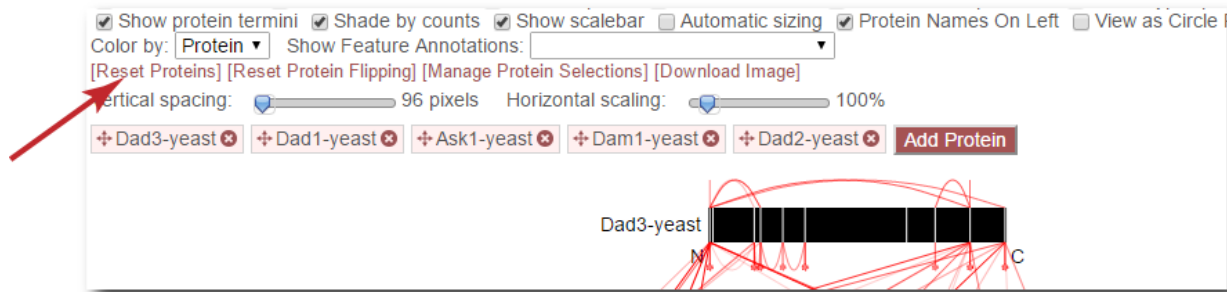 Show protein termini Shade by counts Show scalebar Automatic sizing Protein Names On Left View as Circle
Color by: Protein Show Feature Annotations:
[Reset Proteins] [Reset Protein Flipping] [Manage Protein Selections] [Download Image]
Vertical spacing: 96 pixels Horizontal scaling: 100%
Dad3-yeast Dad1-yeast Ask1-yeast Dam1-yeast Dad2-yeast Add Protein
Dad3-yeast
N C